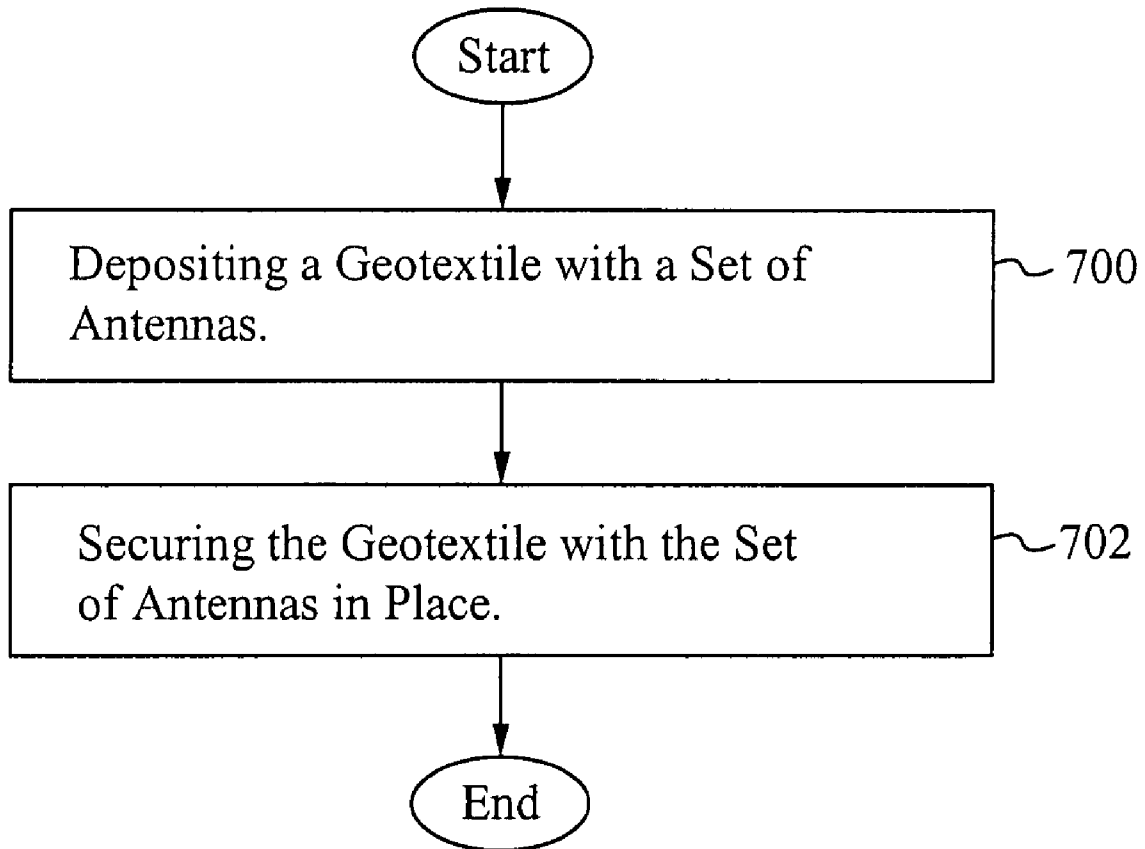 Start
Depositing a Geotextile with a Set of
Antennas.
700
Securing the Geotextile with the Set
of Antennas in Place.
702
End